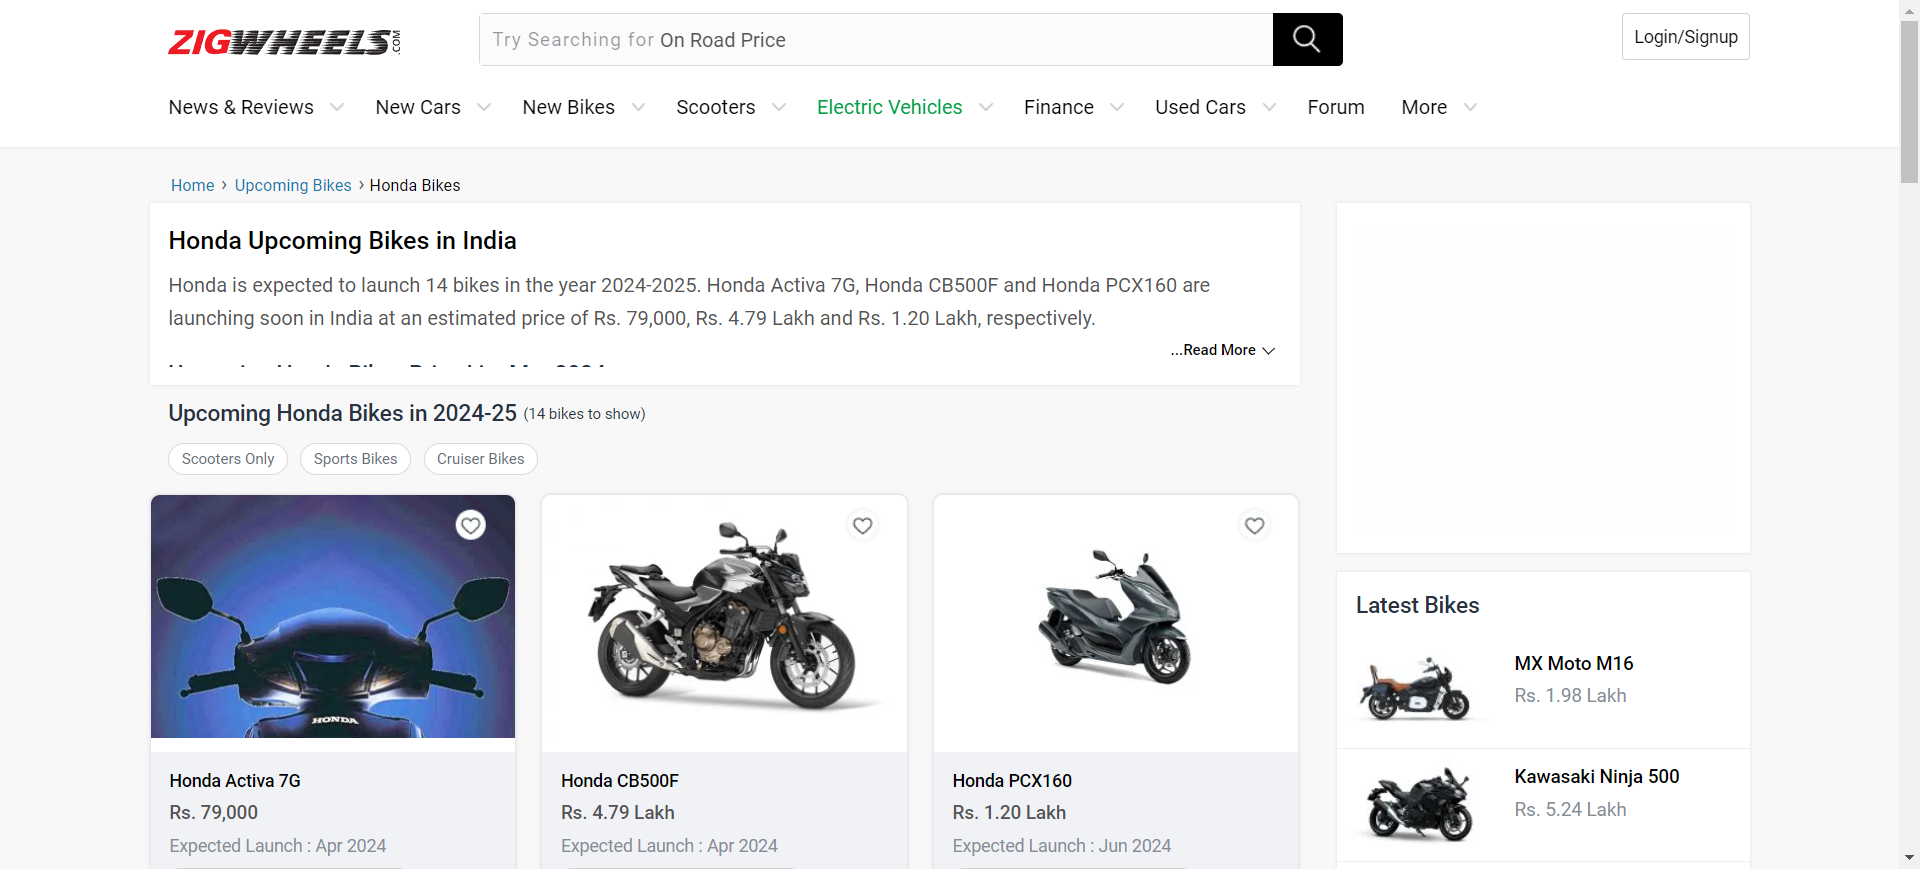 ZIGWHEELS.COM
Try Searching for On Road Price
Login/Signup
News & Reviews New Cars New Bikes Scooters Electric Vehicles Finance Used Cars Forum More
Home › Upcoming Bikes › Honda Bikes
Honda Upcoming Bikes in India
Honda is expected to launch 14 bikes in the year 2024-2025. Honda Activa 7G, Honda CB500F and Honda PCX160 are
launching soon in India at an estimated price of Rs. 79,000, Rs. 4.79 Lakh and Rs. 1.20 Lakh, respectively.
...Read More
Upcoming Honda Bikes in 2024-25 (14 bikes to show)
Scooters Only Sports Bikes Cruiser Bikes
HONDA
Honda Activa 7G
Rs. 79,000
Expected Launch : Apr 2024
Honda CB500F
Rs. 4.79 Lakh
Expected Launch : Apr 2024
Honda PCX160
Rs. 1.20 Lakh
Expected Launch : Jun 2024
Latest Bikes
MX Moto M16
Rs. 1.98 Lakh
Kawasaki Ninja 500
Rs. 5.24 Lakh